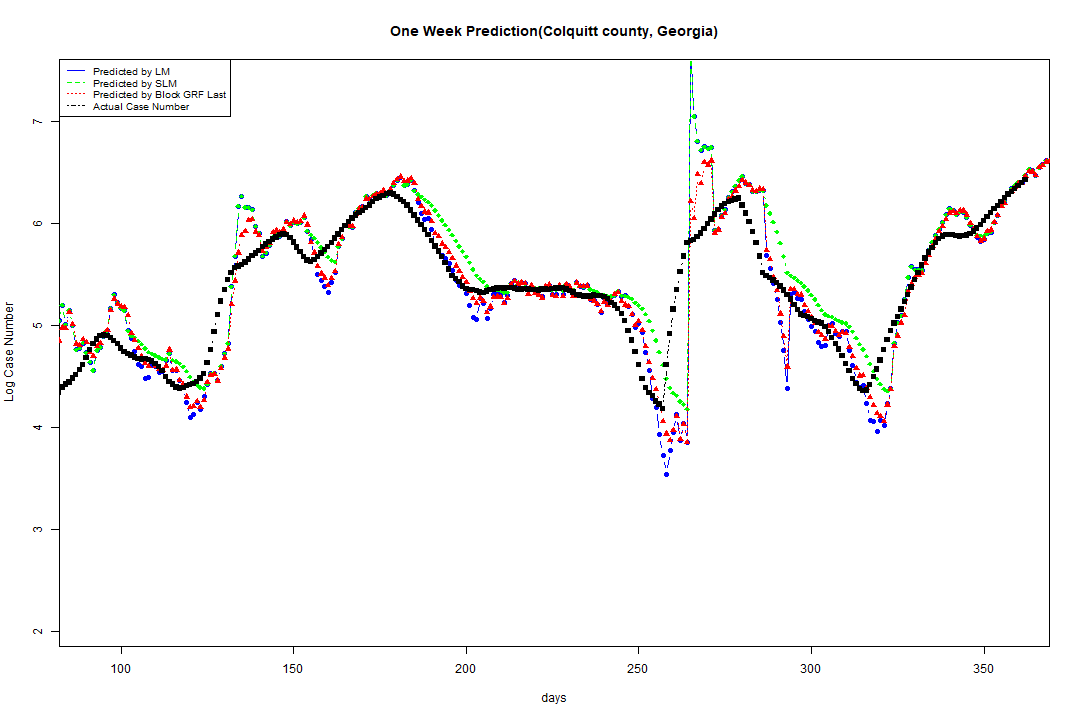 One Week Prediction(Colquitt county, Georgia)
Predicted by LM
Predicted by SLM
Predicted by Block GRF Last
Actual Case Number
Log Case Number
7
6
5
4
3
2
100 150 200 250 300 350
days